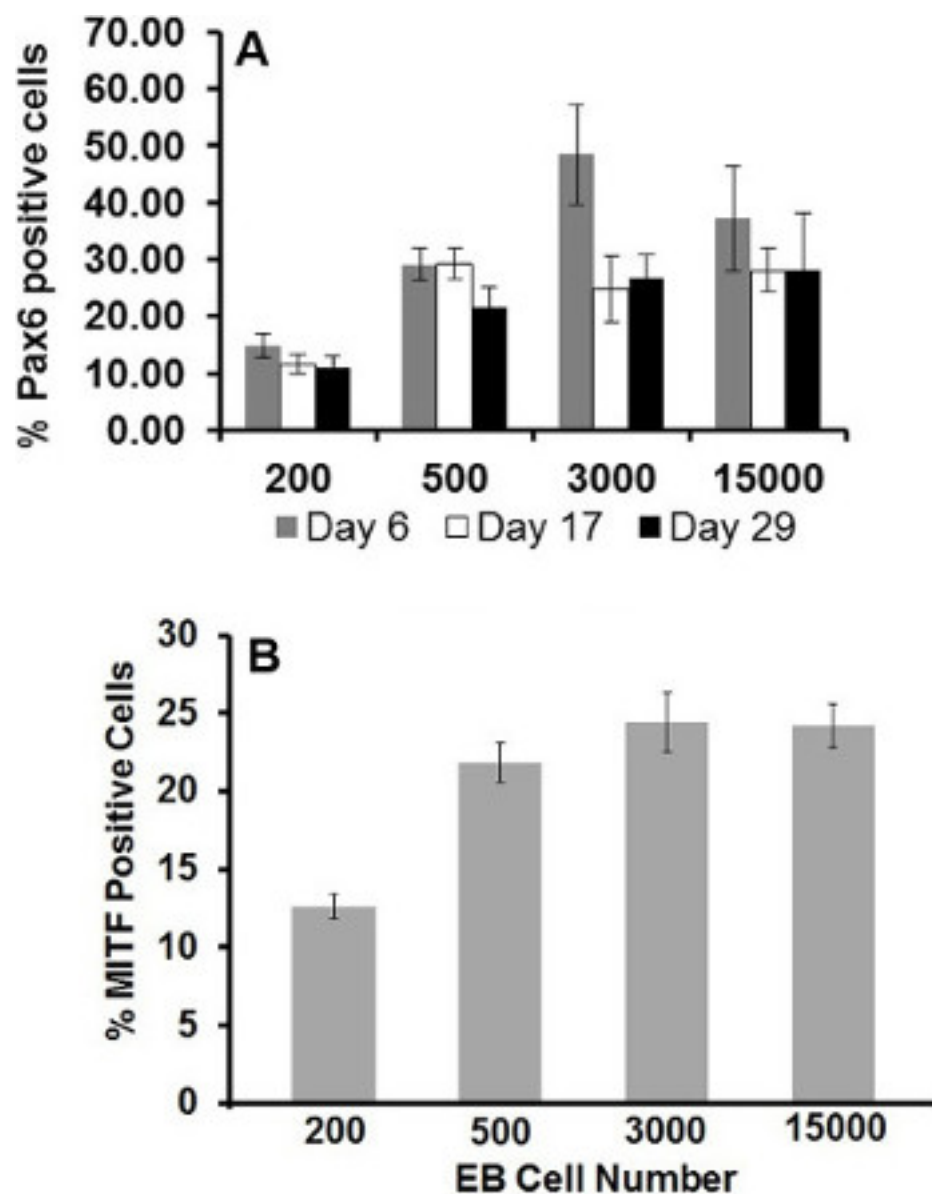 A
% Pax6 positive cells
70.00
60.00
50.00
40.00
30.00
20.00
10.00
0.00
200 500 3000 15000
Day 6 Day 17 Day 29
B
% MITF Positive Cells
30
25
20
15
10
5
0
200 500 3000 15000
EB Cell Number